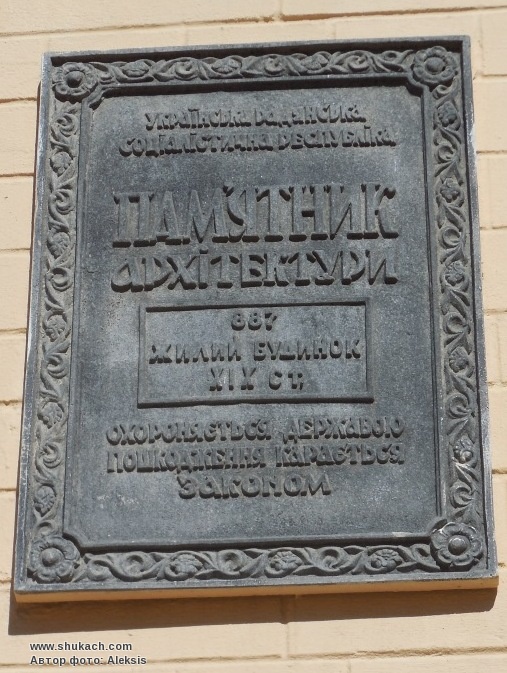 УКРАЇНСЬКА РАДЯНСЬКА
СОЦІАЛІСТИЧНА РЕСПУБЛІКА
ПАМ'ЯТНИК
АРХІТЕКТУРИ
687
ЖИЛИЙ БУДИНОК
XIX СТ.
ОХОРОНЯЄТЬСЯ ДЕРЖАВОЮ
ПОШКОДЖЕННЯ КАРАЄТЬСЯ
ЗАКОНОМ
www.shukach.com
Автор фото: Aleksis